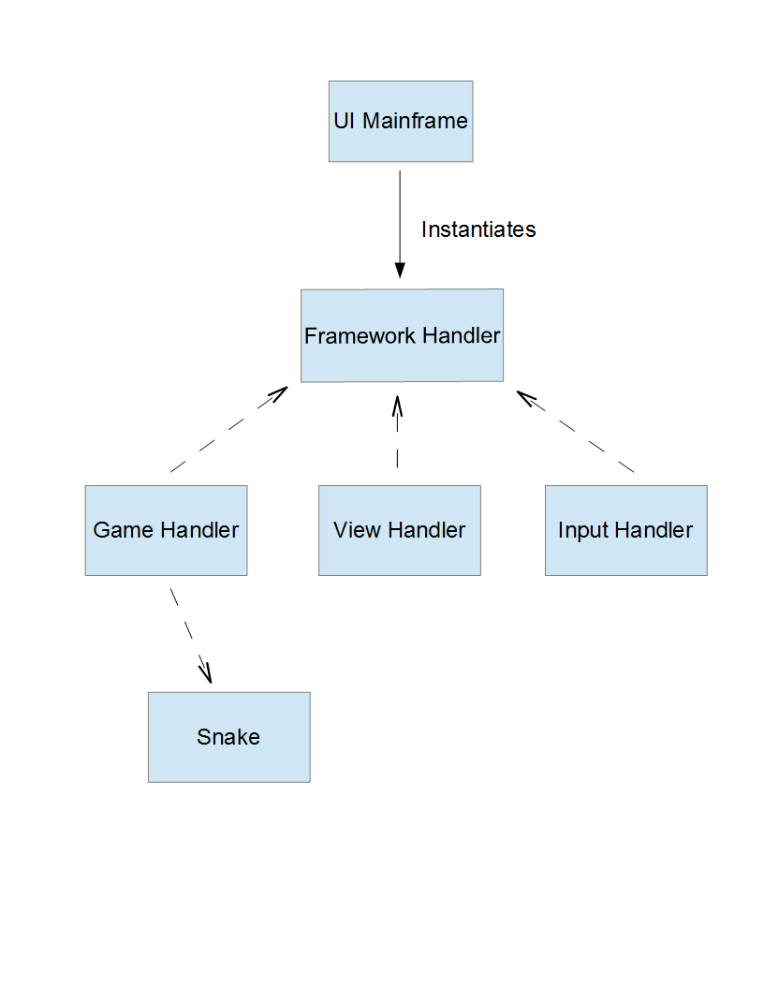 UI Mainframe
Instantiates
Framework Handler
Game Handler
View Handler
Input Handler
Snake